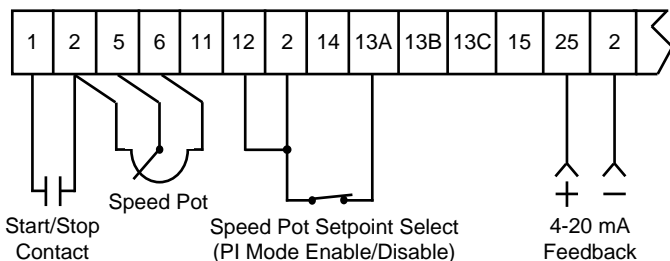 1 2 5 6 11 12 2 14 13A 13B 13C 15 25 2
Speed Pot
Start/Stop
Contact
Speed Pot Setpoint Select
(PI Mode Enable/Disable)
+ –
4-20 mA
Feedback